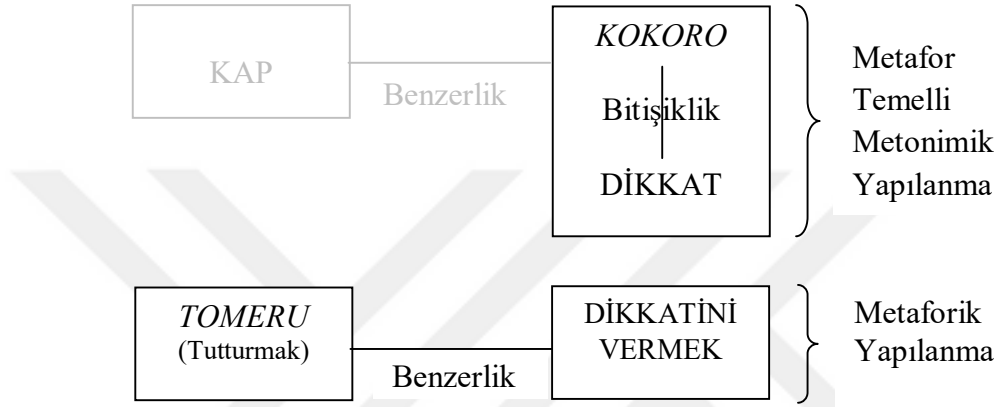 KAP
Benzerlik
KOKORO
Bitişiklik
DİKKAT
Metafor
Temelli
Metonimik
Yapılanma
TOMERU
(Tutturmak)
Benzerlik
DİKKATİNİ
VERMEK
Metaforik
Yapılanma